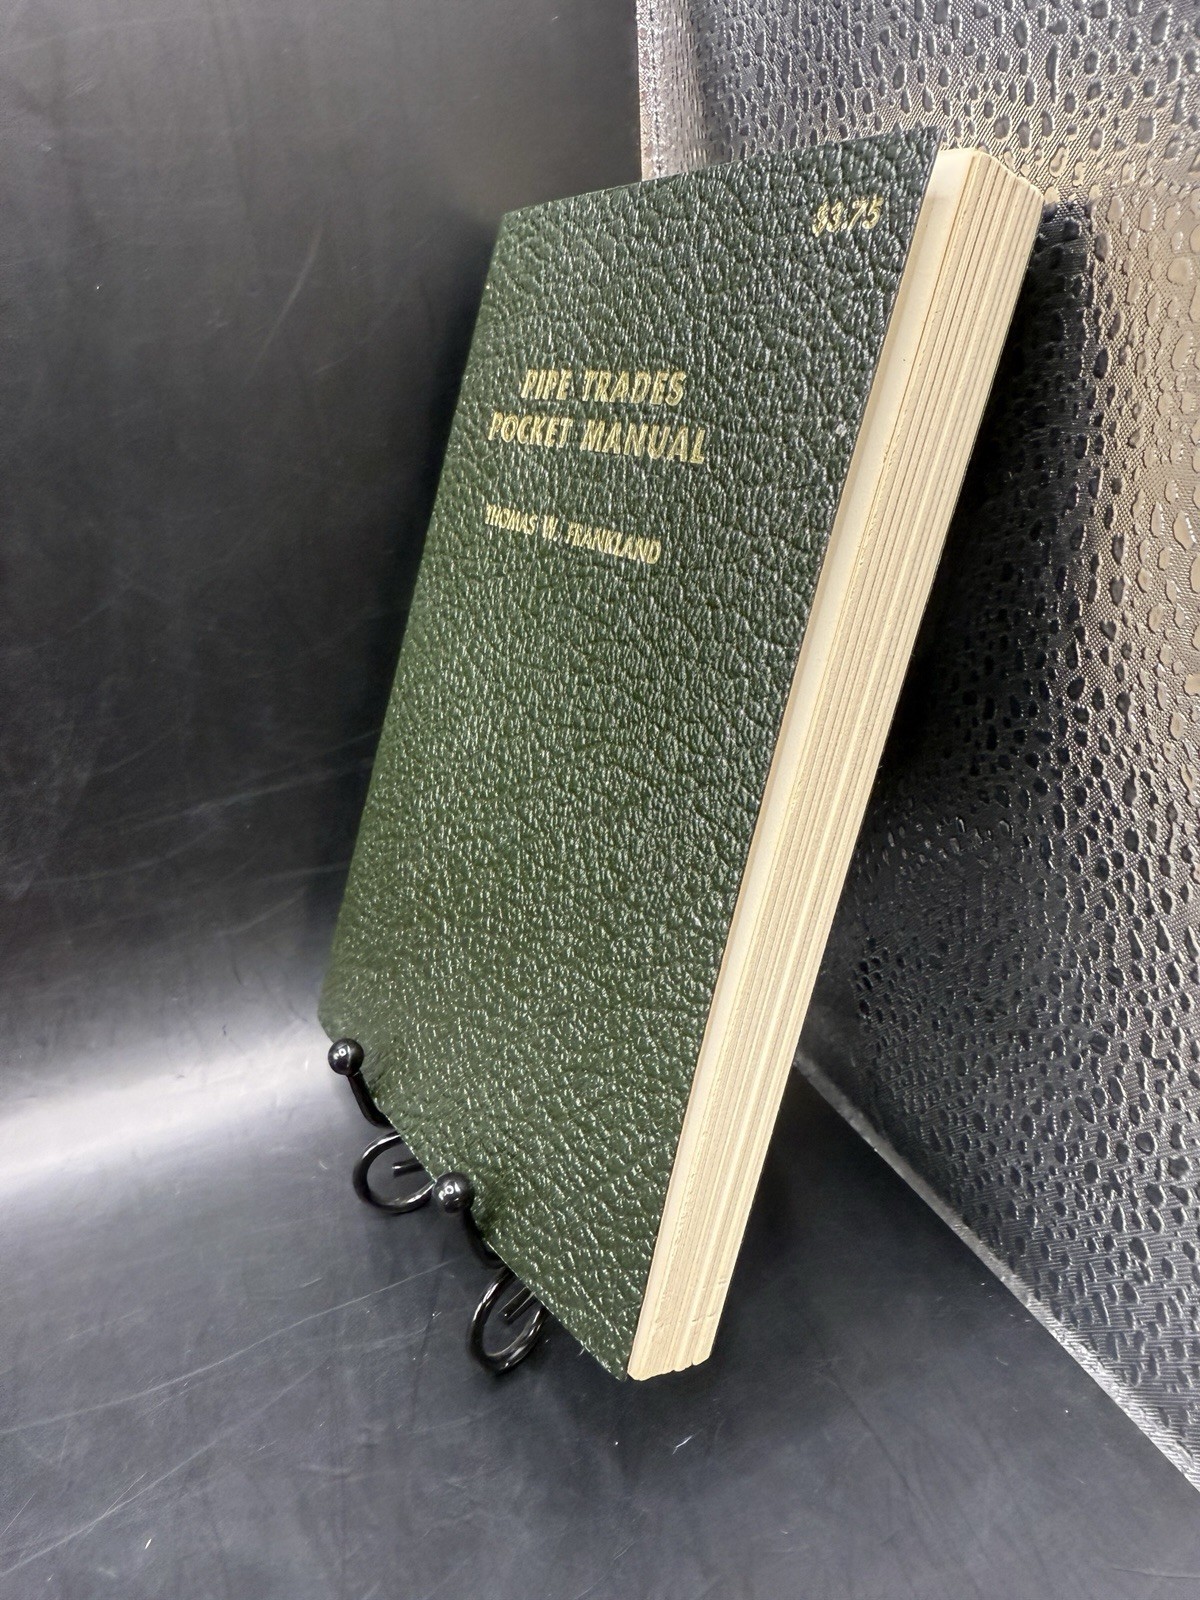 $3.75
PIPE TRADES
POCKET MANUAL
THOMAS W. FRANKLAND